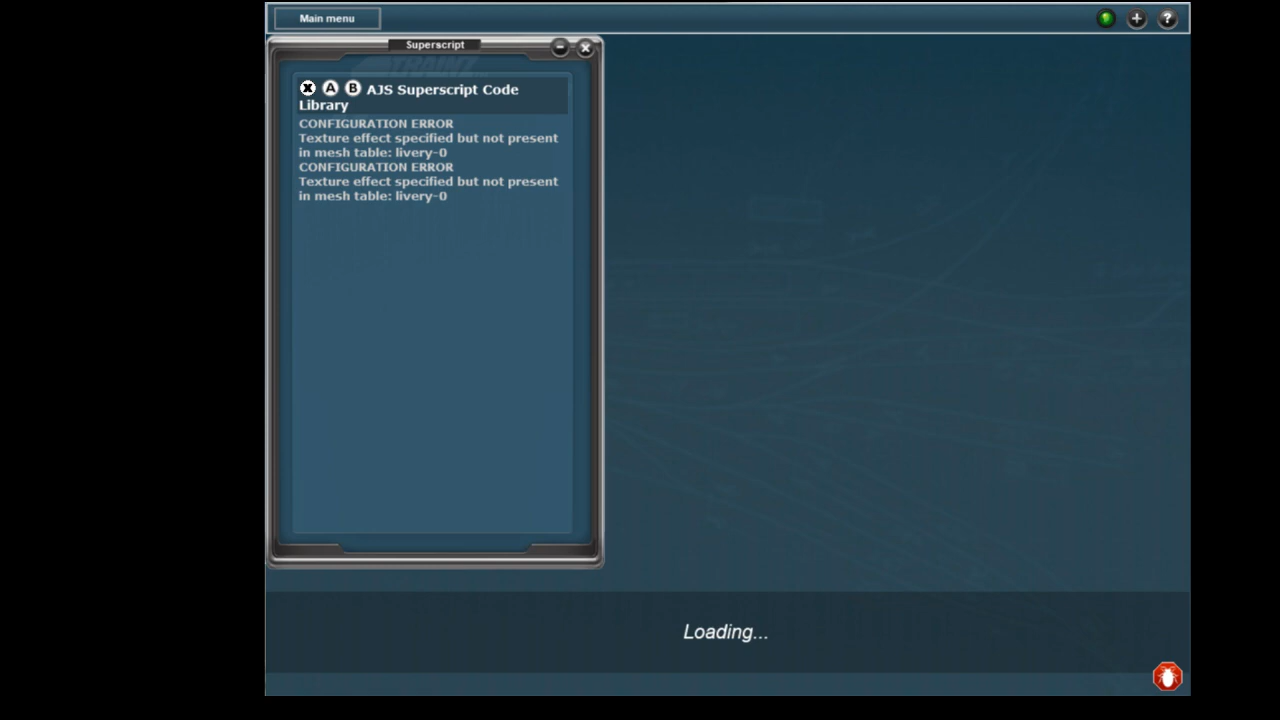 Main menu
Superscript
TRAINZ
X A B AJS Superscript Code
Library
CONFIGURATION ERROR
Texture effect specified but not present
in mesh table: livery-0
CONFIGURATION ERROR
Texture effect specified but not present
in mesh table: livery-0
Loading...